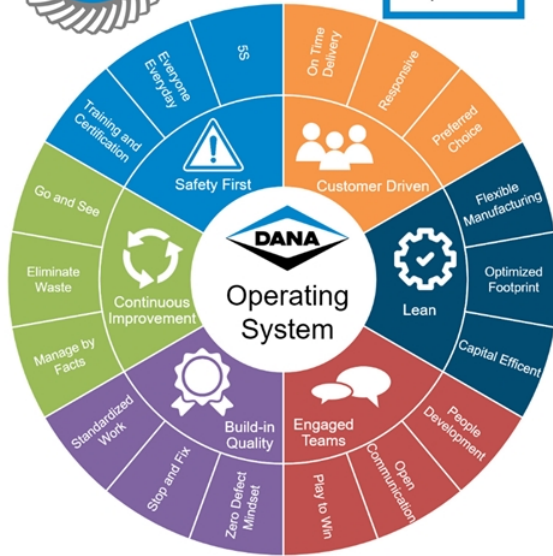 5S
Everyone
Everyday
Training and
Certification
Safety First
On Time
Delivery
Responsive
Preferred
Choice
Customer Driven
Flexible
Manufacturing
Optimized
Footprint
Capital Efficent
Lean
People
Development
Open
Communication
Play to Win
Engaged
Teams
Zero Defect
Mindset
Stop and Fix
Standardized
Work
Build-in
Quality
Manage by
Facts
Eliminate
Waste
Go and See
Continuous
Improvement
DANA
Operating
System